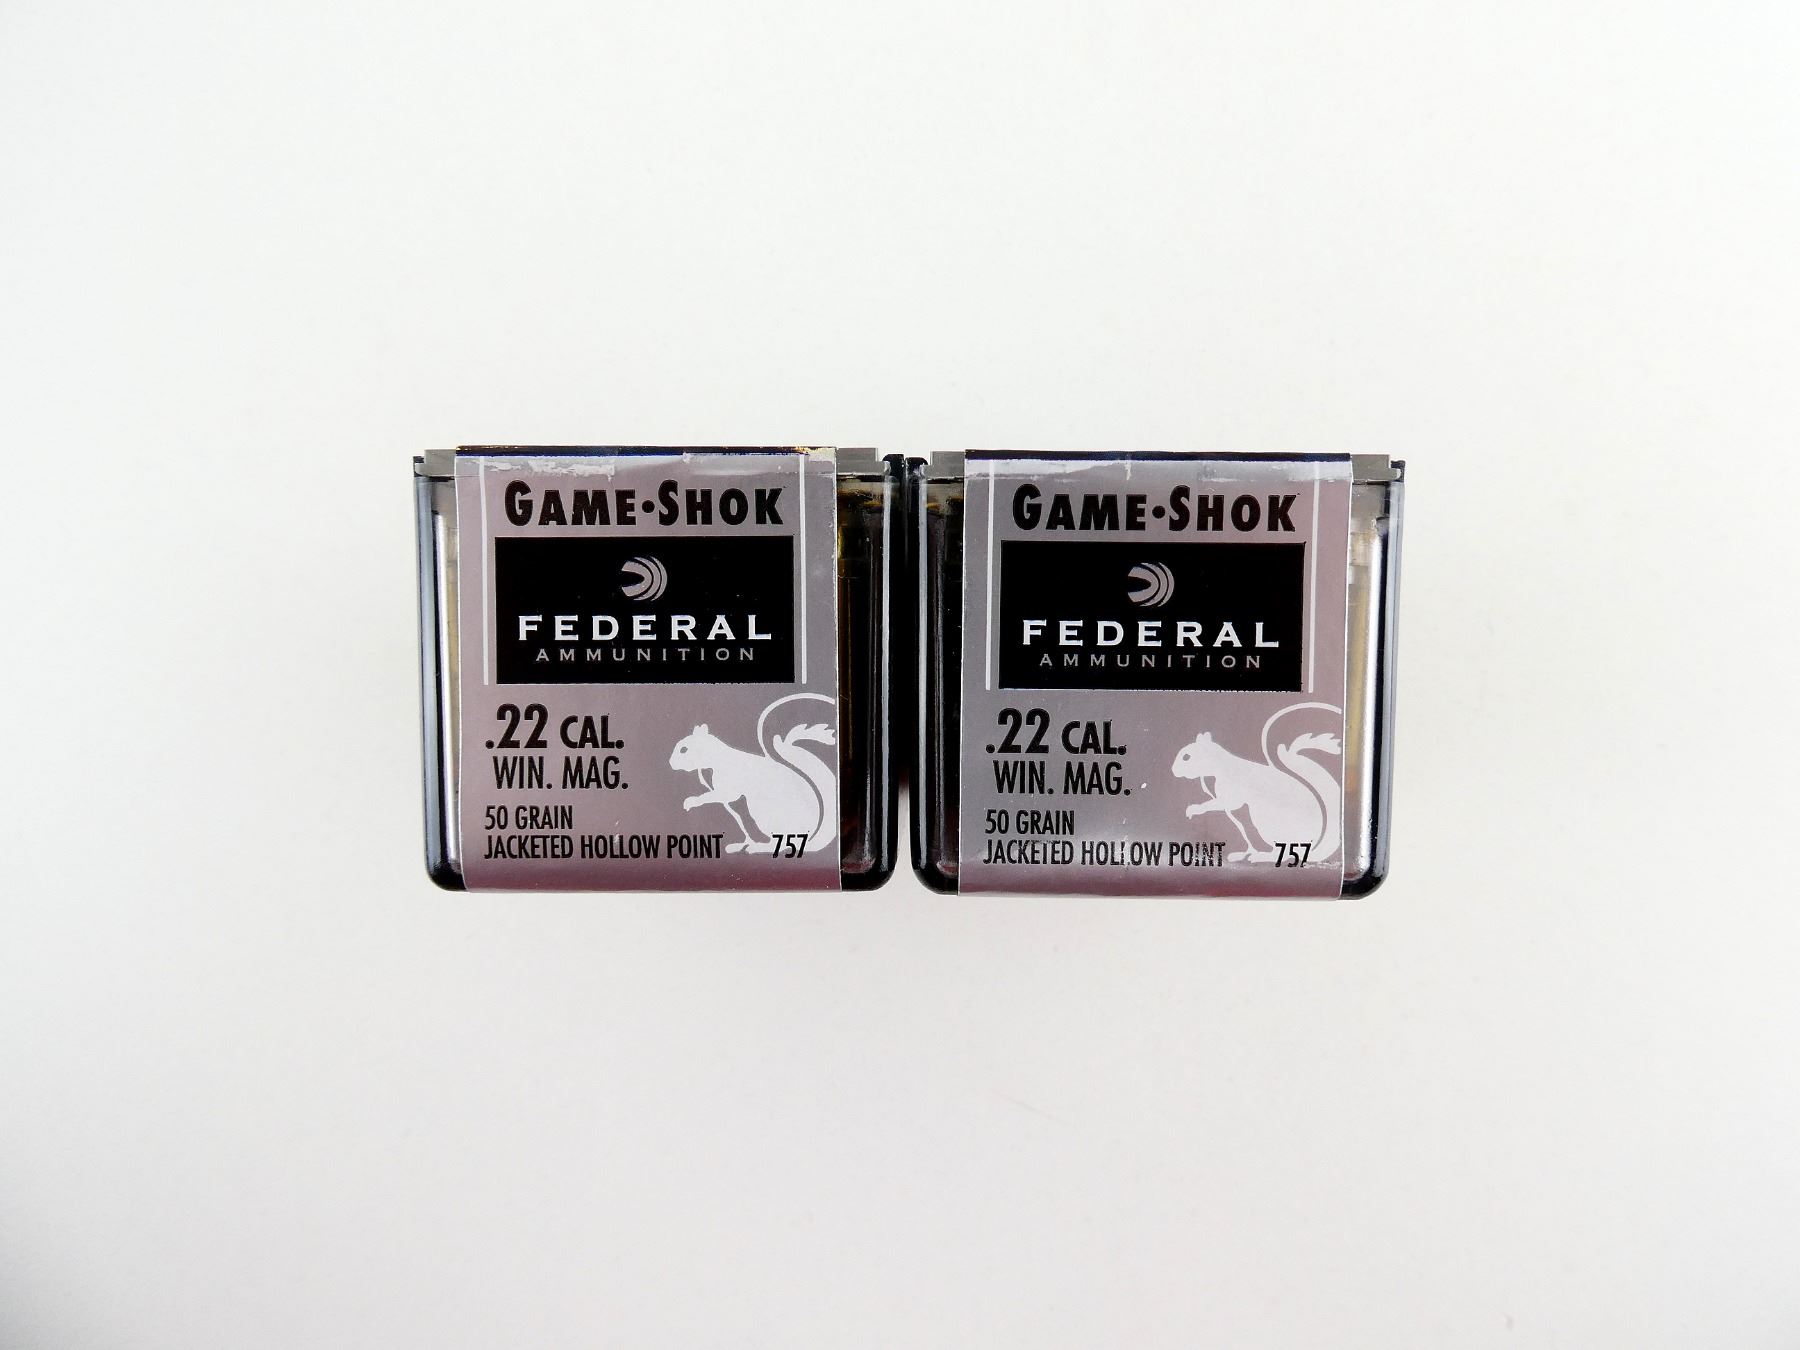 GAME•SHOK
FEDERAL
AMMUNITION
.22 CAL.
WIN. MAG.
50 GRAIN
JACKETED HOLLOW POINT 757
GAME•SHOK
FEDERAL
AMMUNITION
.22 CAL.
WIN. MAG.
50 GRAIN
JACKETED HOLLOW POINT 757